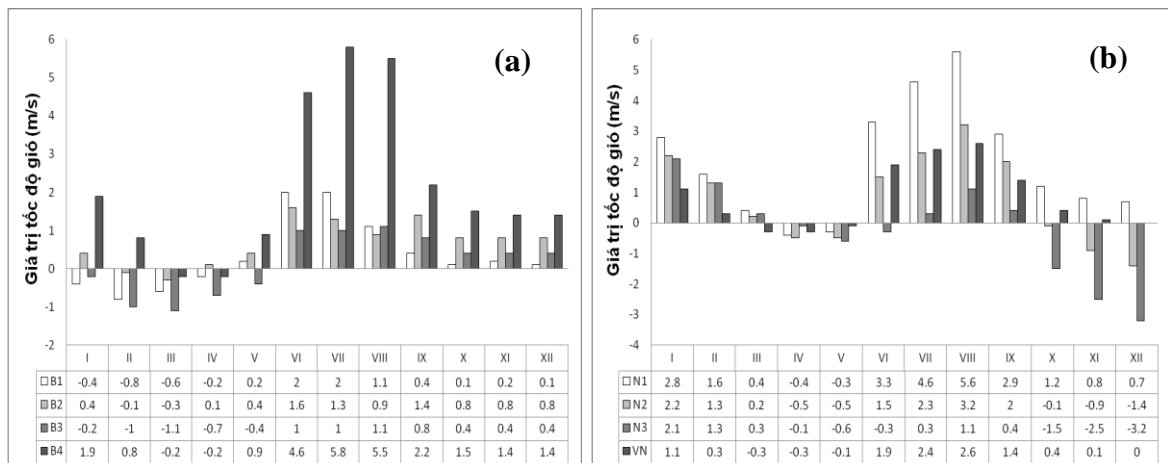 (a)
Giá trị tốc độ gió (m/s)
6
5
4
3
2
1
0
-1
-2
I II III IV V VI VII VIII IX X XI XII
B1 -0.4 -0.8 -0.6 -0.2 0.2 2 2 1.1 0.4 0.1 0.2 0.1
B2 0.4 -0.1 -0.3 0.1 0.4 1.6 1.3 0.9 1.4 0.8 0.8 0.8
B3 -0.2 -1 -1.1 -0.7 -0.4 1 1 1.1 0.8 0.4 0.4 0.4
B4 1.9 0.8 -0.2 -0.2 0.9 4.6 5.8 5.5 2.2 1.5 1.4 1.4
(b)
Giá trị tốc độ gió (m/s)
6
5
4
3
2
1
0
-1
-2
-3
-4
I II III IV V VI VII VIII IX X XI XII
N1 2.8 1.6 0.4 -0.4 -0.3 3.3 4.6 5.6 2.9 1.2 0.8 0.7
N2 2.2 1.3 0.2 -0.5 -0.5 1.5 2.3 3.2 2 -0.1 -0.9 -1.4
N3 2.1 1.3 0.3 -0.1 -0.6 -0.3 0.3 1.1 0.4 -1.5 -2.5 -3.2
VN 1.1 0.3 -0.3 -0.3 -0.1 1.9 2.4 2.6 1.4 0.4 0.1 0